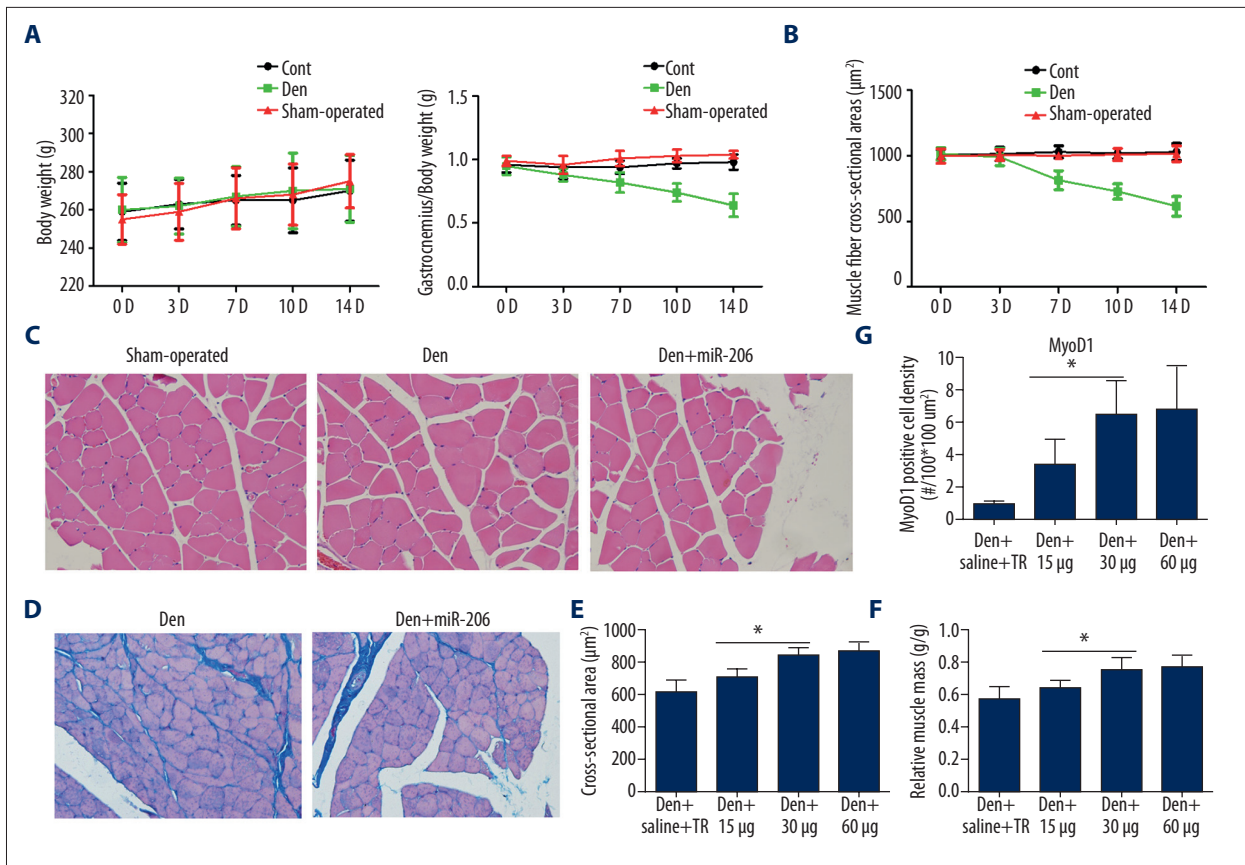 A
Cont
Den
Sham-operated
Body weight (g)
320
300
280
260
240
220
0 D 3 D 7 D 10 D 14 D
Cont
Den
Sham-operated
Gastrocnemius/Body weight (g)
1.5
1.0
0.5
0.0
0 D 3 D 7 D 10 D 14 D
B
Cont
Den
Sham-operated
Muscle fiber cross-sectional areas (µm²)
1500
1000
500
0
0 D 3 D 7 D 10 D 14 D
C
Sham-operated
Den
Den+miR-206
G
MyoD1
MyoD1 positive cell density
(#/100*100 um²)
10
8
6
4
2
0
*
Den+ Den+ Den+ Den+
saline+TR 15 µg 30 µg 60 µg
D
Den
Den+miR-206
E
Cross-sectional area (µm²)
1000
800
600
400
200
0
*
Den+ Den+ Den+ Den+
saline+TR 15 µg 30 µg 60 µg
F
Relative muscle mass (g/g)
1.0
0.8
0.6
0.4
0.2
0.0
*
Den+ Den+ Den+ Den+
saline+TR 15 µg 30 µg 60 µg